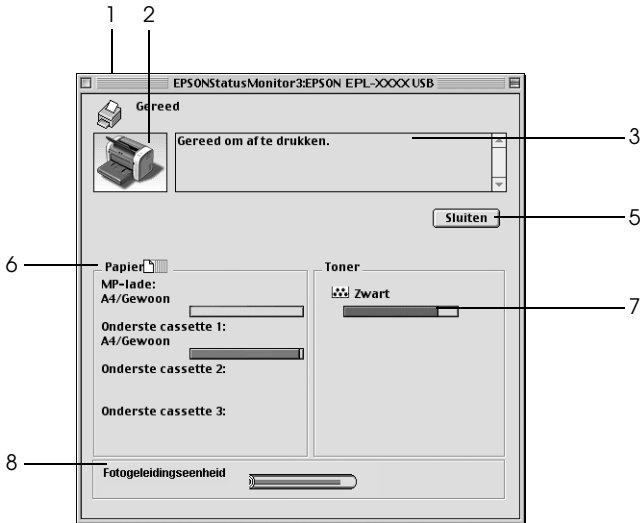 1 2
EPSONStatusMonitor3:EPSON EPL-XXXX USB
Gereed
Gereed om af te drukken.
3
Sluiten
5
6
Papier
MP-lade:
A4/Gewoon
Onderste cassette 1:
A4/Gewoon
Onderste cassette 2:
Onderste cassette 3:
Toner
Zwart
7
8
Fotogeleidingseenheid